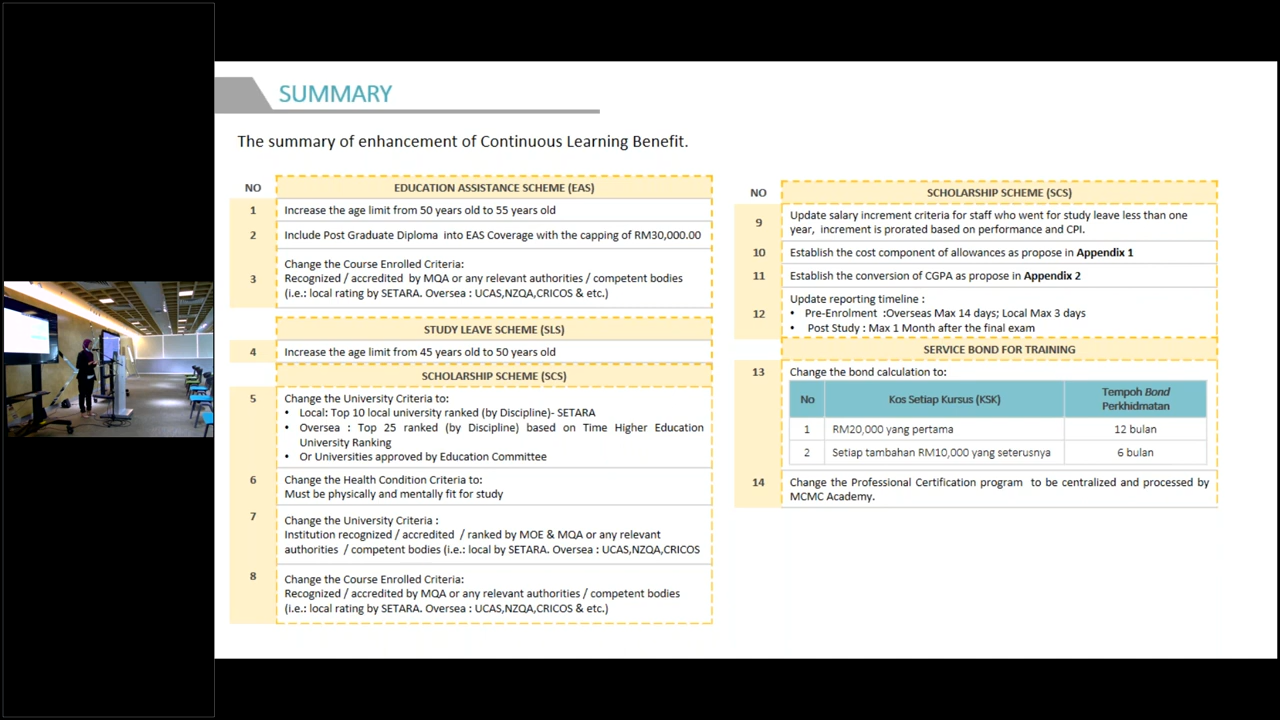 SUMMARY
The summary of enhancement of Continuous Learning Benefit.
NO
EDUCATION ASSISTANCE SCHEME (EAS)
1
Increase the age limit from 50 years old to 55 years old
2
Include Post Graduate Diploma into EAS Coverage with the capping of RM30,000.00
3
Change the Course Enrolled Criteria:
Recognized / accredited by MQA or any relevant authorities / competent bodies
(i.e.: local rating by SETARA. Oversea : UCAS,NZQA,CRICOS & etc.)
STUDY LEAVE SCHEME (SLS)
4
Increase the age limit from 45 years old to 50 years old
SCHOLARSHIP SCHEME (SCS)
5
Change the University Criteria to:
• Local: Top 10 local university ranked (by Discipline)- SETARA
• Oversea : Top 25 ranked (by Discipline) based on Time Higher Education
University Ranking
• Or Universities approved by Education Committee
6
Change the Health Condition Criteria to:
Must be physically and mentally fit for study
7
Change the University Criteria :
Institution recognized / accredited / ranked by MOE & MQA or any relevant
authorities / competent bodies (i.e.: local by SETARA. Oversea : UCAS,NZQA,CRICOS
8
Change the Course Enrolled Criteria:
Recognized / accredited by MQA or any relevant authorities / competent bodies
(i.e.: local rating by SETARA. Oversea : UCAS,NZQA,CRICOS & etc.)
NO
SCHOLARSHIP SCHEME (SCS)
9
Update salary increment criteria for staff who went for study leave less than one
year, increment is prorated based on performance and CPI.
10
Establish the cost component of allowances as propose in Appendix 1
11
Establish the conversion of CGPA as propose in Appendix 2
12
Update reporting timeline :
• Pre-Enrolment :Overseas Max 14 days; Local Max 3 days
• Post Study : Max 1 Month after the final exam
SERVICE BOND FOR TRAINING
13
Change the bond calculation to:
No
Kos Setiap Kursus (KSK)
Tempoh Bond
Perkhidmatan
1
RM20,000 yang pertama
12 bulan
2
Setiap tambahan RM10,000 yang seterusnya
6 bulan
14
Change the Professional Certification program to be centralized and processed by
MCMC Academy.